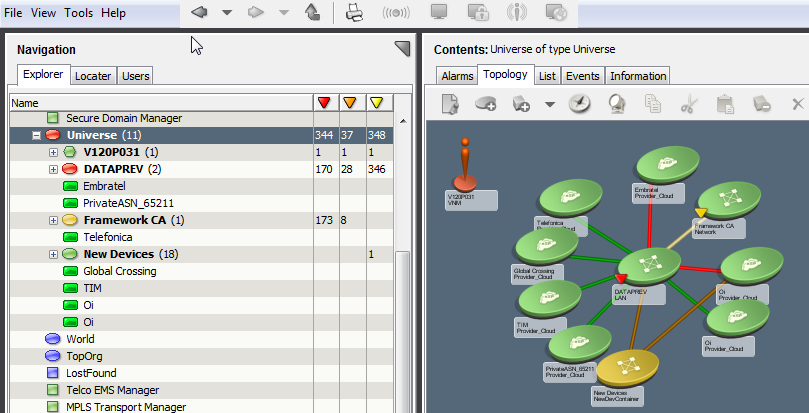 File View Tools Help
Navigation
Explorer Locater Users
Name
Secure Domain Manager
Universe (11) 344 37 348
V120P031 (1) 1 1 1
DATAPREV (2) 170 28 346
Embratel
PrivateASN_65211
Framework CA (1) 173 8
Telefonica
New Devices (18) 1
Global Crossing
TIM
Oi
Oi
World
TopOrg
LostFound
Telco EMS Manager
MPLS Transport Manager
Contents: Universe of type Universe
Alarms Topology List Events Information
V120P031
VNM
Embratel
Provider_Cloud
Telefonica
Provider_Cloud
Framework CA
Network
Global Crossing
Provider_Cloud
DATAPREV
LAN
Oi
Provider_Cloud
TIM
Provider_Cloud
Oi
Provider_Cloud
PrivateASN_65211
Provider_Cloud
New Devices
NewDevContainer